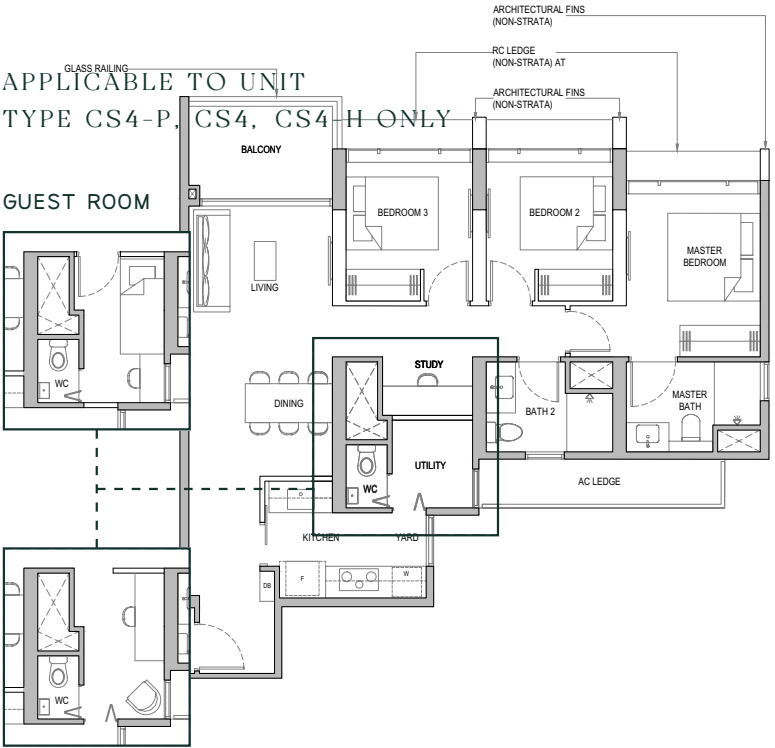 ARCHITECTURAL FINS
(NON-STRATA)
RC LEDGE
(NON-STRATA) AT
GLASS RAILING
APPLICABLE TO UNIT
TYPE CS4-P, CS4, CS4-H ONLY
ARCHITECTURAL FINS
(NON-STRATA)
BALCONY
GUEST ROOM
BEDROOM 3
BEDROOM 2
MASTER
BEDROOM
LIVING
STUDY
WC
DINING
BATH 2
MASTER
BATH
UTILITY
WC
AC LEDGE
KITCHEN
YARD
DB
F
W
WC